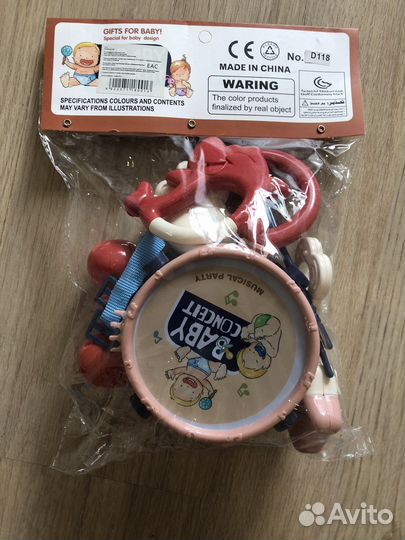 GIFTS FOR BABY!
Special for baby design
EAC
CE
No. D118
MADE IN CHINA
WARING
The color products
finalized by real object
SPECIFICATIONS COLOURS AND CONTENTS
MAY VARY FROM ILLUSTRATIONS
MUSICAL PARTY
BABY
CONCEIT
Avito